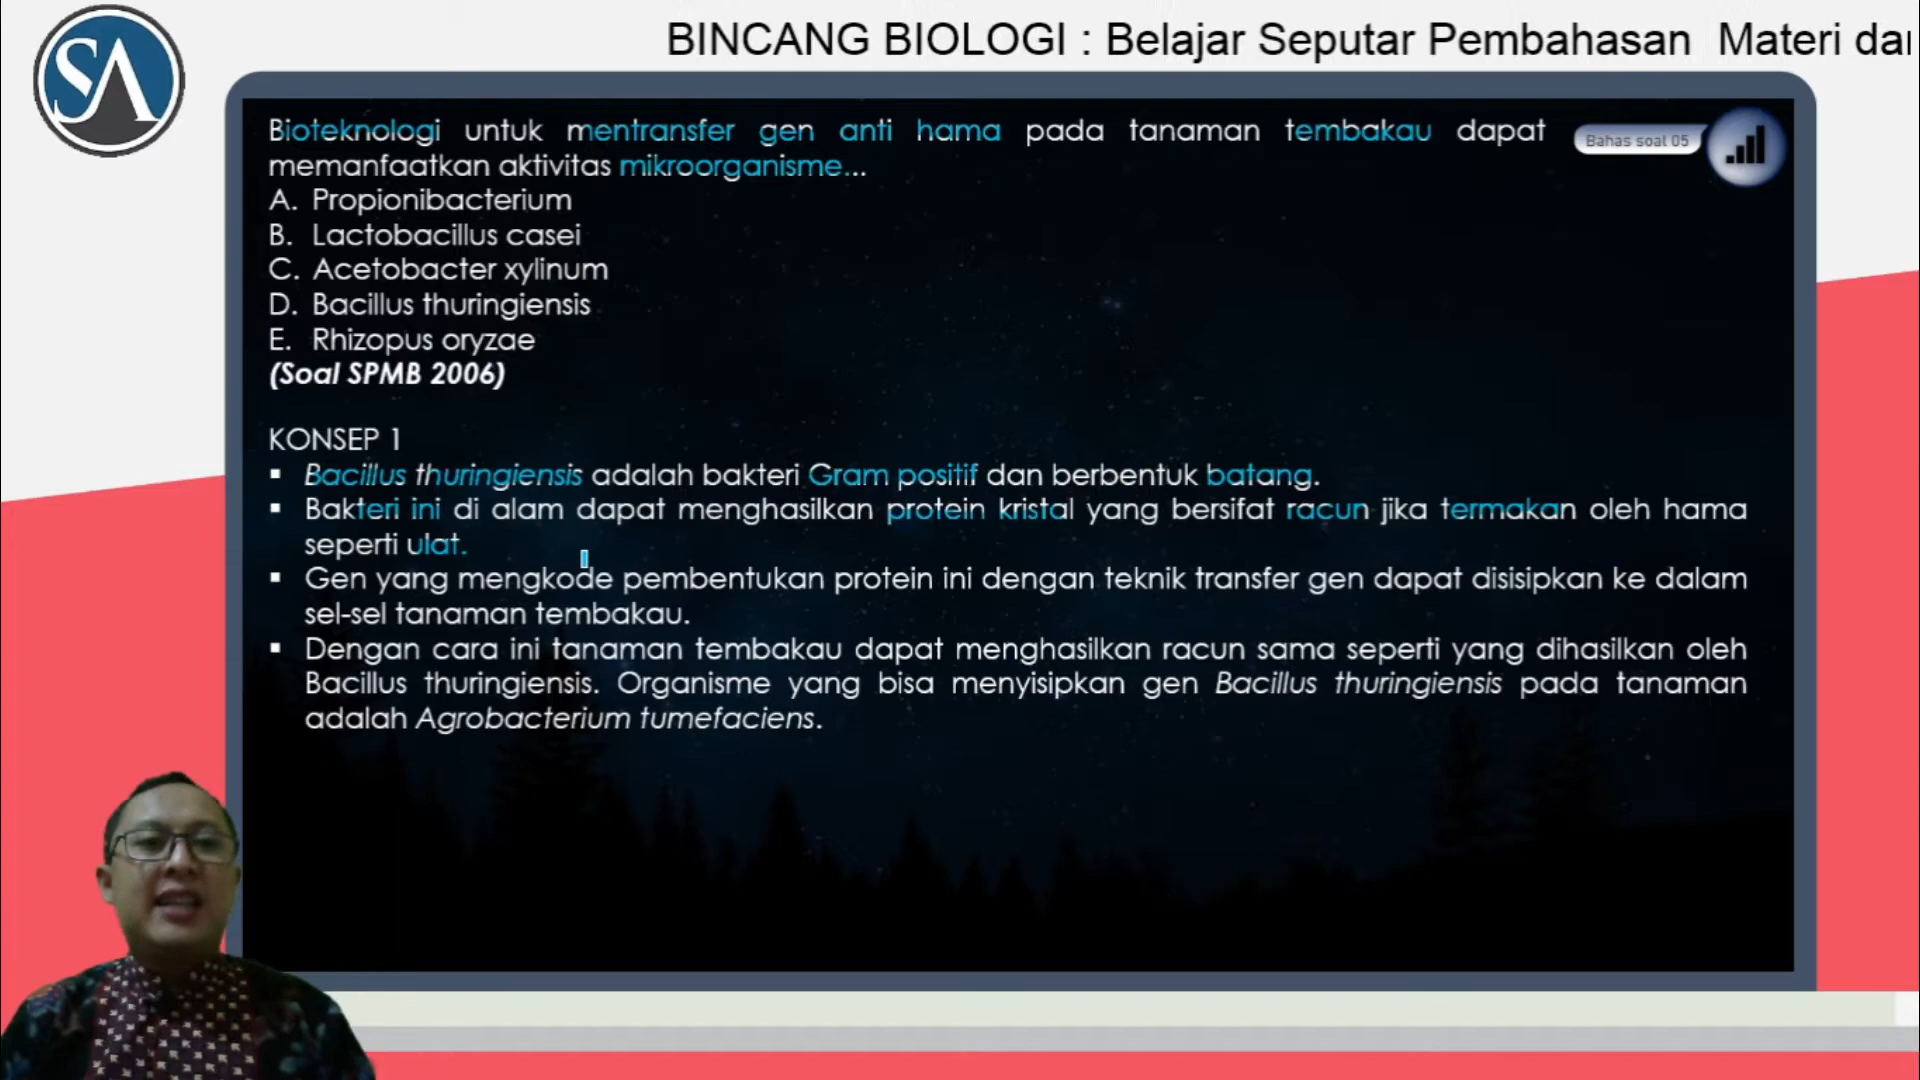 SA
BINCANG BIOLOGI : Belajar Seputar Pembahasan Materi dan
Bioteknologi untuk mentransfer gen anti hama pada tanaman tembakau dapat
memanfaatkan aktivitas mikroorganisme...
Bahas soal 05
A. Propionibacterium
B. Lactobacillus casei
C. Acetobacter xylinum
D. Bacillus thuringiensis
E. Rhizopus oryzae
(Soal SPMB 2006)
KONSEP 1
▪ Bacillus thuringiensis adalah bakteri Gram positif dan berbentuk batang.
▪ Bakteri ini di alam dapat menghasilkan protein kristal yang bersifat racun jika termakan oleh hama
seperti ulat.
▪ Gen yang mengkode pembentukan protein ini dengan teknik transfer gen dapat disisipkan ke dalam
sel-sel tanaman tembakau.
▪ Dengan cara ini tanaman tembakau dapat menghasilkan racun sama seperti yang dihasilkan oleh
Bacillus thuringiensis. Organisme yang bisa menyisipkan gen Bacillus thuringiensis pada tanaman
adalah Agrobacterium tumefaciens.